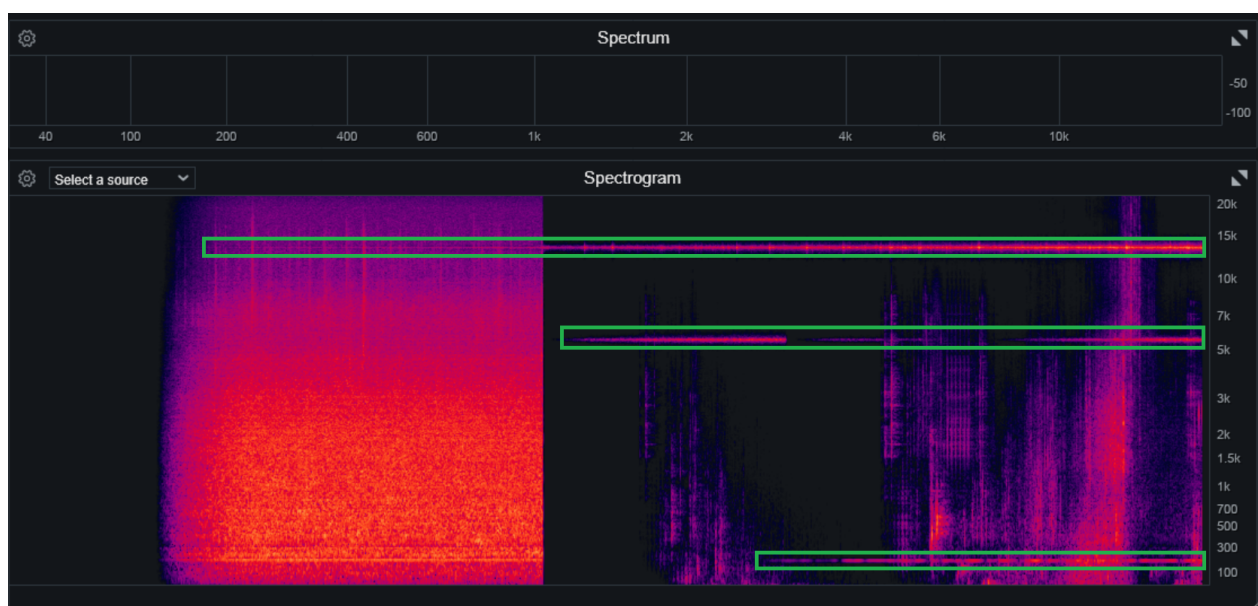 Spectrum
-50
-100
40 100 200 400 600 1k 2k 4k 6k 10k
Select a source Spectrogram
20k
15k
10k
7k
5k
3k
2k
1.5k
1k
700
500
300
100